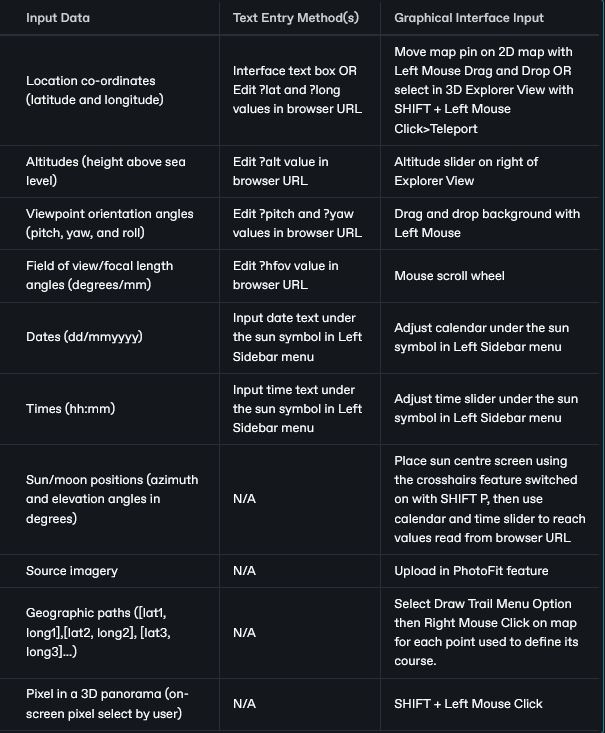 Input Data
Text Entry Method(s)
Graphical Interface Input
Location co-ordinates
(latitude and longitude)
Interface text box OR
Edit ?lat and ?long
values in browser URL
Move map pin on 2D map with
Left Mouse Drag and Drop OR
select in 3D Explorer View with
SHIFT + Left Mouse
Click>Teleport
Altitudes (height above sea
level)
Edit ?alt value in
browser URL
Altitude slider on right of
Explorer View
Viewpoint orientation angles
(pitch, yaw, and roll)
Edit ?pitch and ?yaw
values in browser URL
Drag and drop background with
Left Mouse
Field of view/focal length
angles (degrees/mm)
Edit ?hfov value in
browser URL
Mouse scroll wheel
Dates (dd/mmyyyy)
Input date text under
the sun symbol in Left
Sidebar menu
Adjust calendar under the sun
symbol in Left Sidebar menu
Times (hh:mm)
Input time text under
the sun symbol in Left
Sidebar menu
Adjust time slider under the sun
symbol in Left Sidebar menu
Sun/moon positions (azimuth
and elevation angles in
degrees)
N/A
Place sun centre screen using
the crosshairs feature switched
on with SHIFT P, then use
calendar and time slider to reach
values read from browser URL
Source imagery
N/A
Upload in PhotoFit feature
Geographic paths ([lat1,
long1],[lat2, long2], [lat3,
long3]...)
N/A
Select Draw Trail Menu Option
then Right Mouse Click on map
for each point used to define its
course.
Pixel in a 3D panorama (on-
screen pixel select by user)
N/A
SHIFT + Left Mouse Click